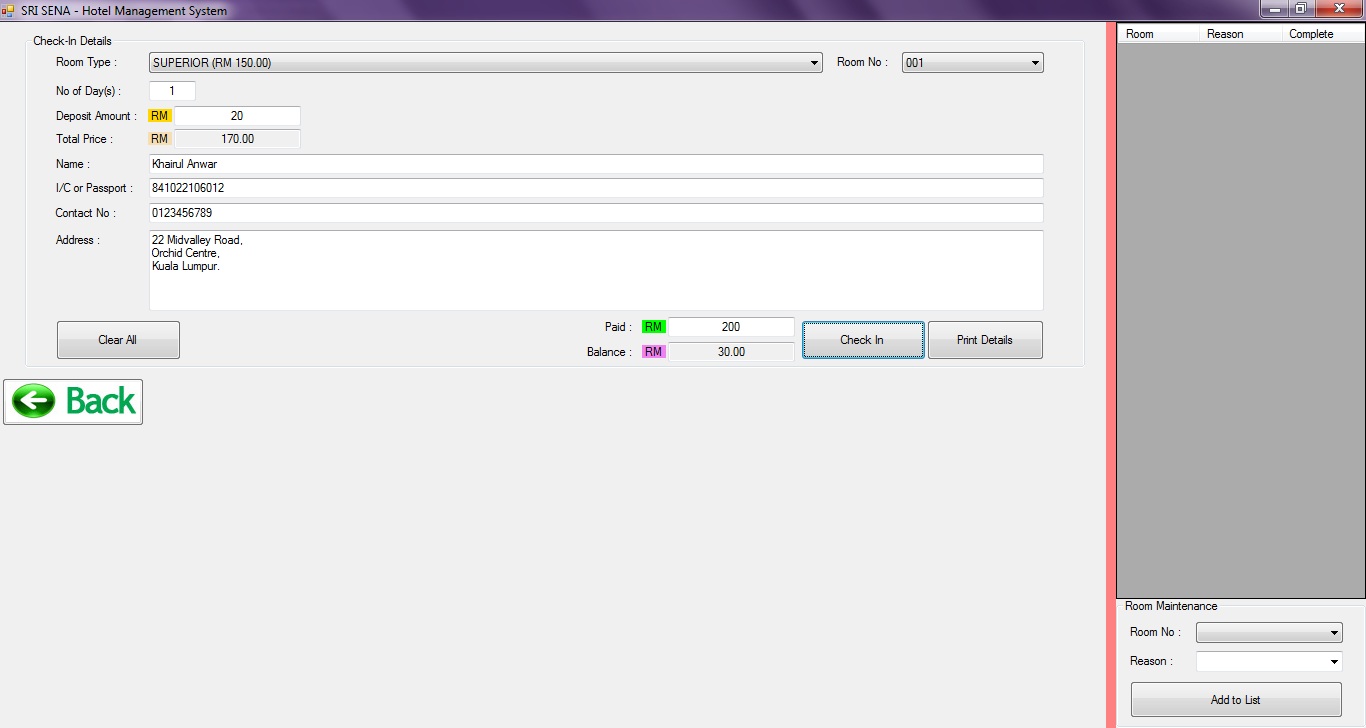 SRI SENA - Hotel Management System
Check-In Details
Room Type : SUPERIOR (RM 150.00) Room No : 001
No of Day(s) : 1
Deposit Amount : RM 20
Total Price : RM 170.00
Name : Khairul Anwar
I/C or Passport : 841022106012
Contact No : 0123456789
Address : 22 Midvalley Road,
Orchid Centre,
Kuala Lumpur.
Clear All
Paid : RM 200
Balance : RM 30.00
Check In
Print Details
Back
Room Reason Complete
Room Maintenance
Room No :
Reason :
Add to List